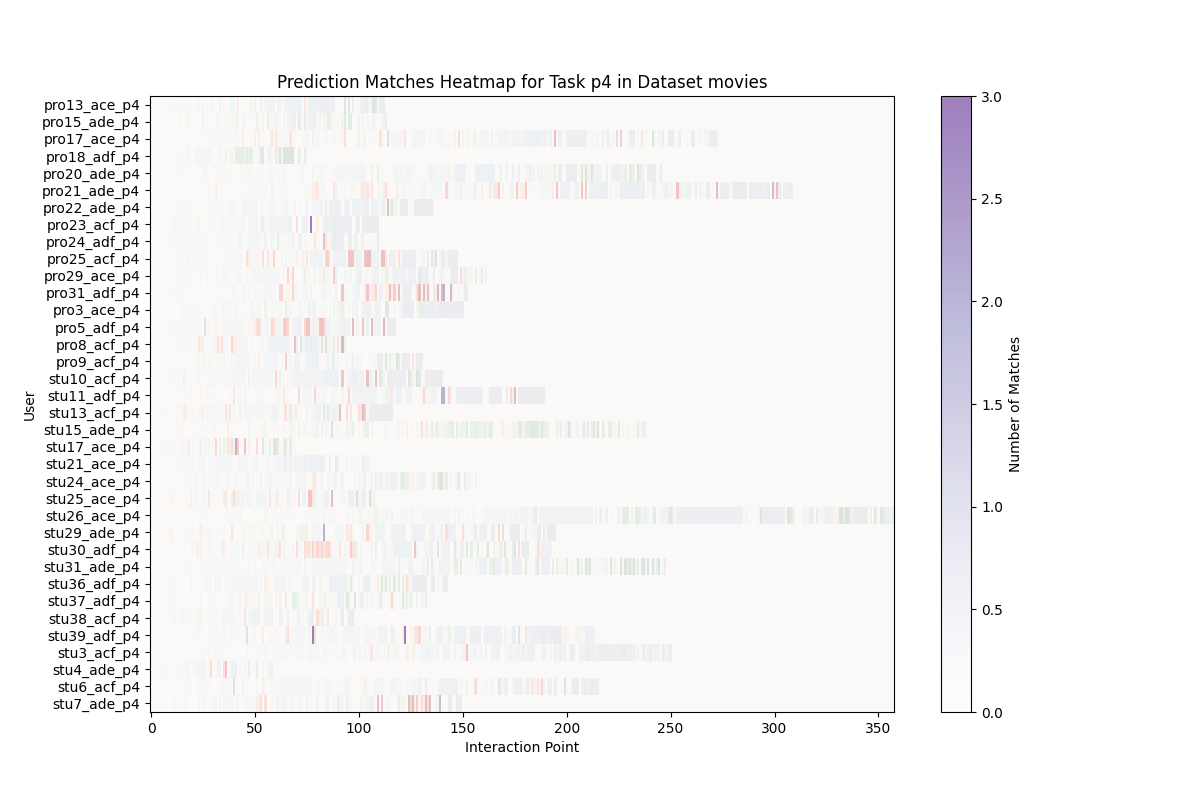 Prediction Matches Heatmap for Task p4 in Dataset movies
pro13_ace_p4
pro15_ade_p4
pro17_ace_p4
pro18_adf_p4
pro20_ade_p4
pro21_ade_p4
pro22_ade_p4
pro23_acf_p4
pro24_adf_p4
pro25_acf_p4
pro29_ace_p4
pro31_adf_p4
pro3_ace_p4
pro5_adf_p4
pro8_acf_p4
pro9_acf_p4
stu10_acf_p4
stu11_adf_p4
stu13_acf_p4
stu15_ade_p4
stu17_ace_p4
stu21_ace_p4
stu24_ace_p4
stu25_ace_p4
stu26_ace_p4
stu29_ade_p4
stu30_adf_p4
stu31_ade_p4
stu36_adf_p4
stu37_adf_p4
stu38_acf_p4
stu39_adf_p4
stu3_acf_p4
stu4_ade_p4
stu6_acf_p4
stu7_ade_p4
User
0 50 100 150 200 250 300 350
Interaction Point
3.0
2.5
2.0
1.5
1.0
0.5
0.0
Number of Matches